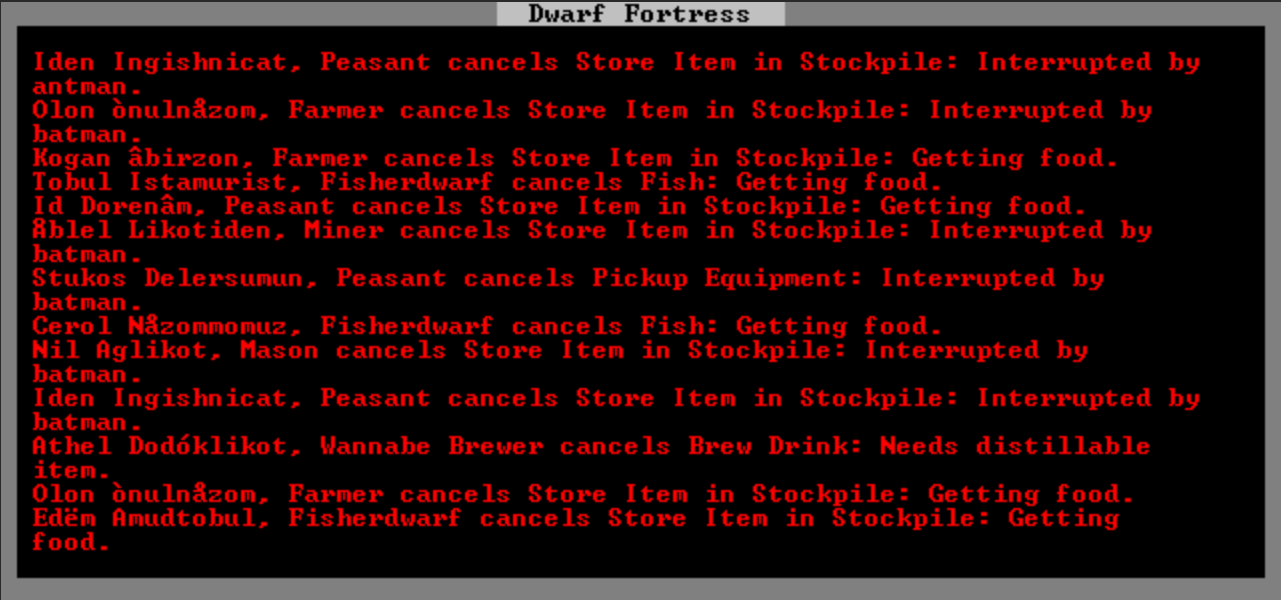 Dwarf Fortress
Iden Ingishnicat, Peasant cancels Store Item in Stockpile: Interrupted by
antman.
Olon ònulnåzom, Farmer cancels Store Item in Stockpile: Interrupted by
batman.
Kogan âbirzon, Farmer cancels Store Item in Stockpile: Getting food.
Tobul Istamurist, Fisherdwarf cancels Fish: Getting food.
Id Dorenâm, Peasant cancels Store Item in Stockpile: Getting food.
Åblel Likotiden, Miner cancels Store Item in Stockpile: Interrupted by
batman.
Stukos Delersumun, Peasant cancels Pickup Equipment: Interrupted by
batman.
Cerol Nåzommomuz, Fisherdwarf cancels Fish: Getting food.
Nil Aglikot, Mason cancels Store Item in Stockpile: Interrupted by
batman.
Iden Ingishnicat, Peasant cancels Store Item in Stockpile: Interrupted by
batman.
Athel Dodóklikot, Wannabe Brewer cancels Brew Drink: Needs distillable
item.
Olon ònulnåzom, Farmer cancels Store Item in Stockpile: Getting food.
Edëm Amudtobul, Fisherdwarf cancels Store Item in Stockpile: Getting
food.